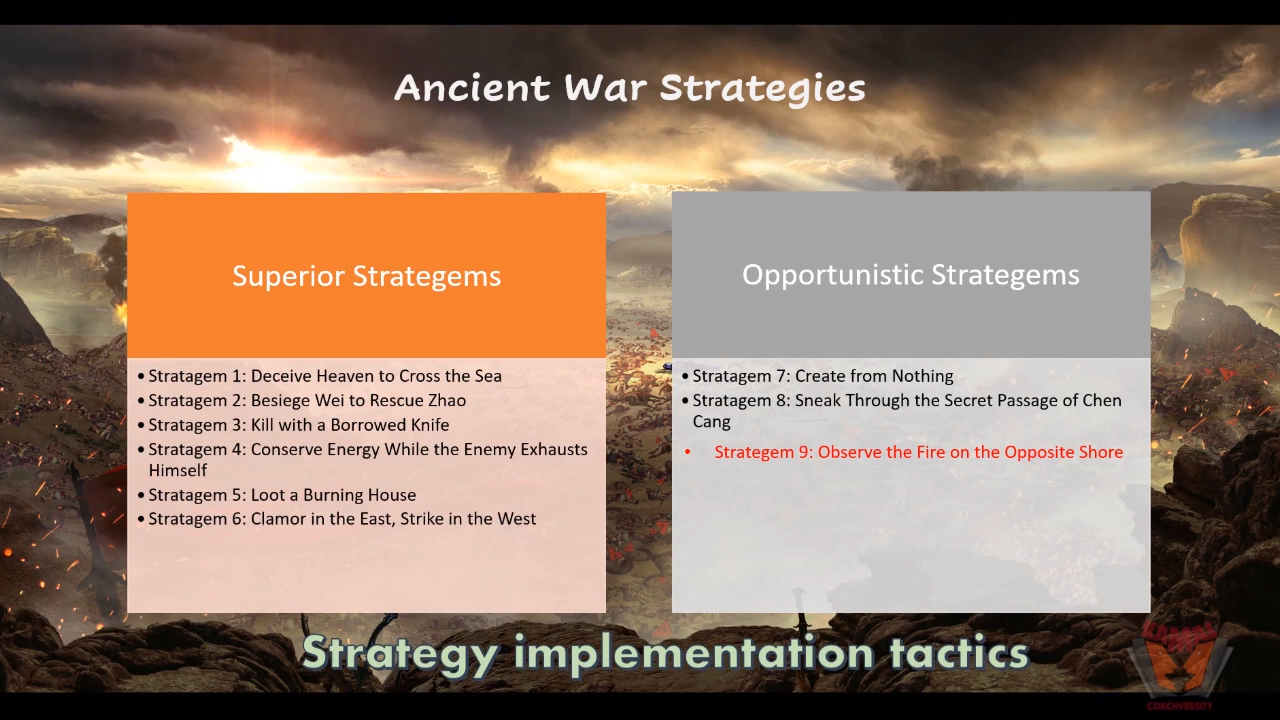 Ancient War Strategies
Superior Strategems
• Stratagem 1: Deceive Heaven to Cross the Sea
• Stratagem 2: Besiege Wei to Rescue Zhao
• Stratagem 3: Kill with a Borrowed Knife
• Stratagem 4: Conserve Energy While the Enemy Exhausts
Himself
• Stratagem 5: Loot a Burning House
• Stratagem 6: Clamor in the East, Strike in the West
Opportunistic Strategems
• Stratagem 7: Create from Nothing
• Stratagem 8: Sneak Through the Secret Passage of Chen
Cang
• Strategem 9: Observe the Fire on the Opposite Shore
Strategy implementation tactics
COACHVERSITY